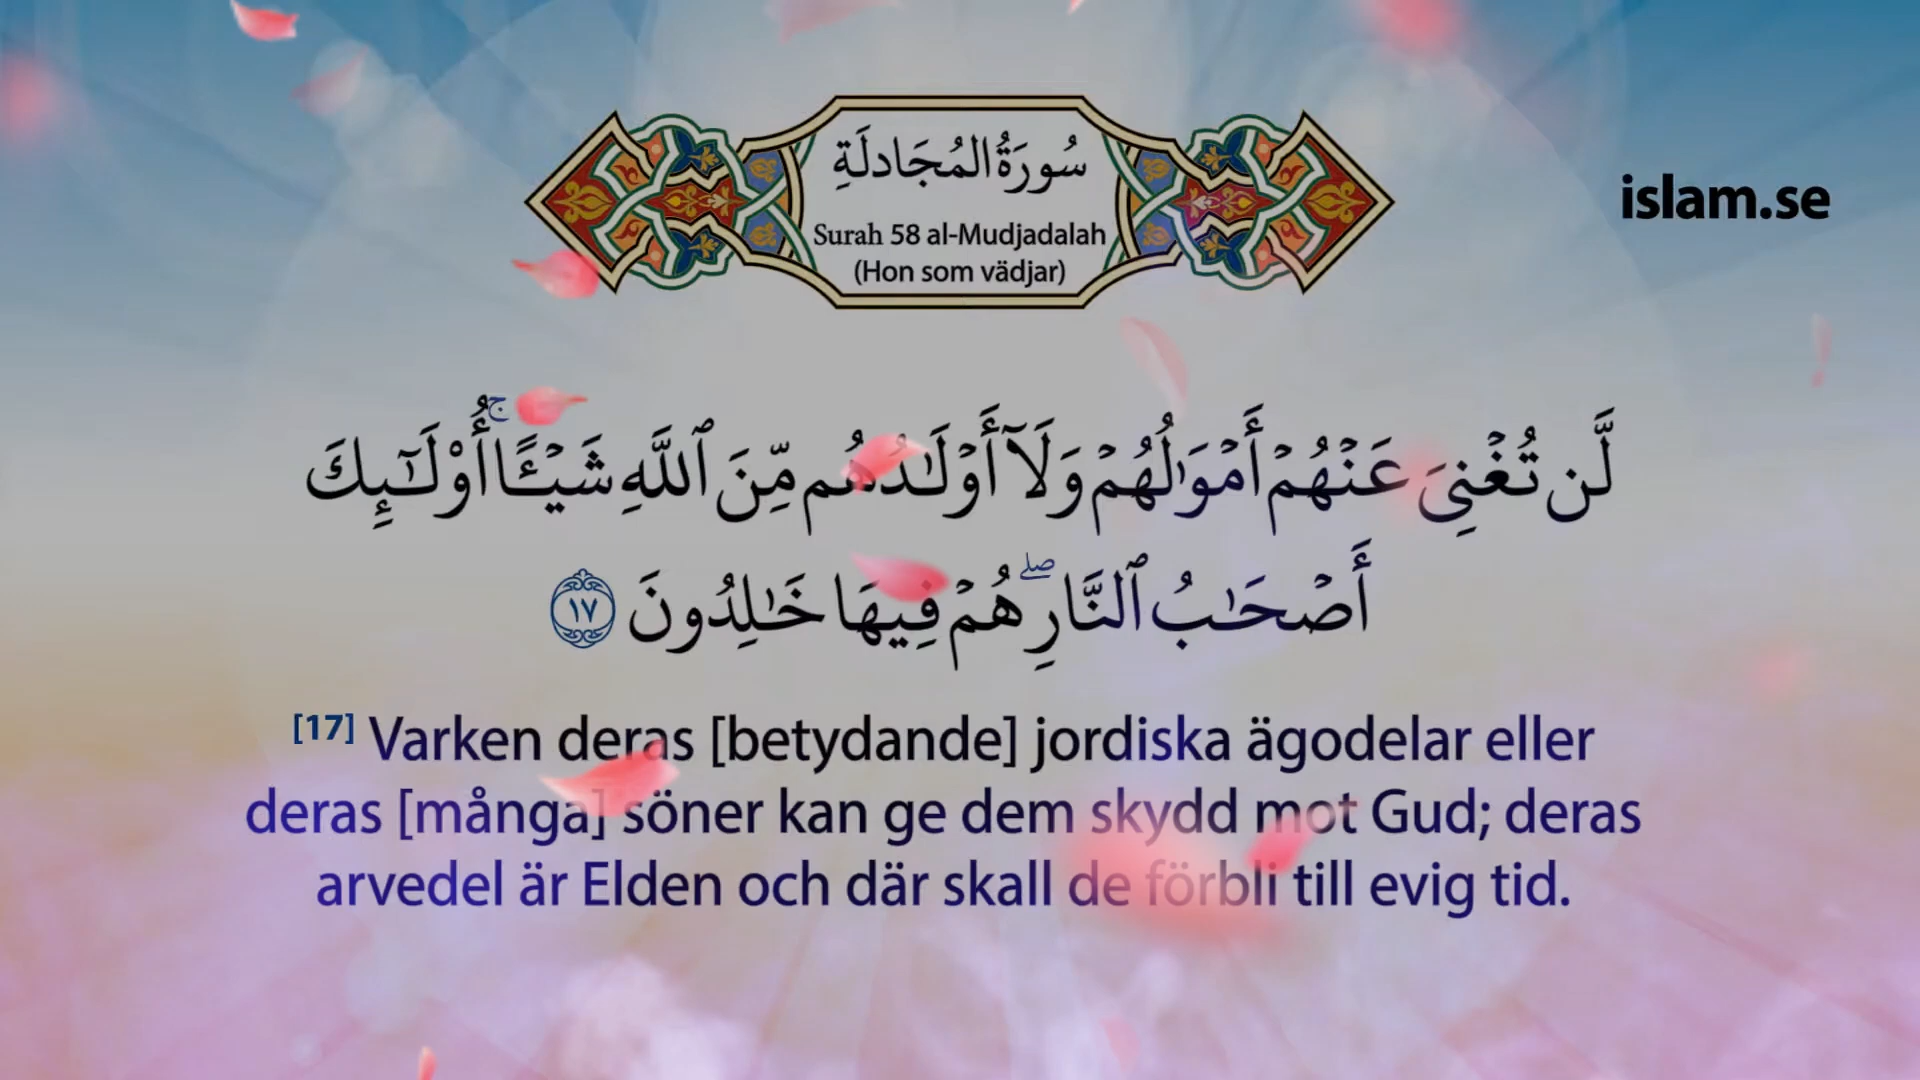 سُورَةُ المُجَادلَةِ
Surah 58 al-Mudjadalah
(Hon som vädjar)
islam.se
لَّن تُغْنِىَ عَنْهُمْ أَمْوَٰلُهُمْ وَلَآ أَوْلَـٰدُهُم مِّنَ ٱللَّهِ شَيْـًٔا ۚ أُو۟لَـٰٓئِكَ
أَصْحَـٰبُ ٱلنَّارِ ۖ هُمْ فِيهَا خَـٰلِدُونَ ١٧
[17] Varken deras [betydande] jordiska ägodelar eller
deras [många] söner kan ge dem skydd mot Gud; deras
arvedel är Elden och där skall de förbli till evig tid.